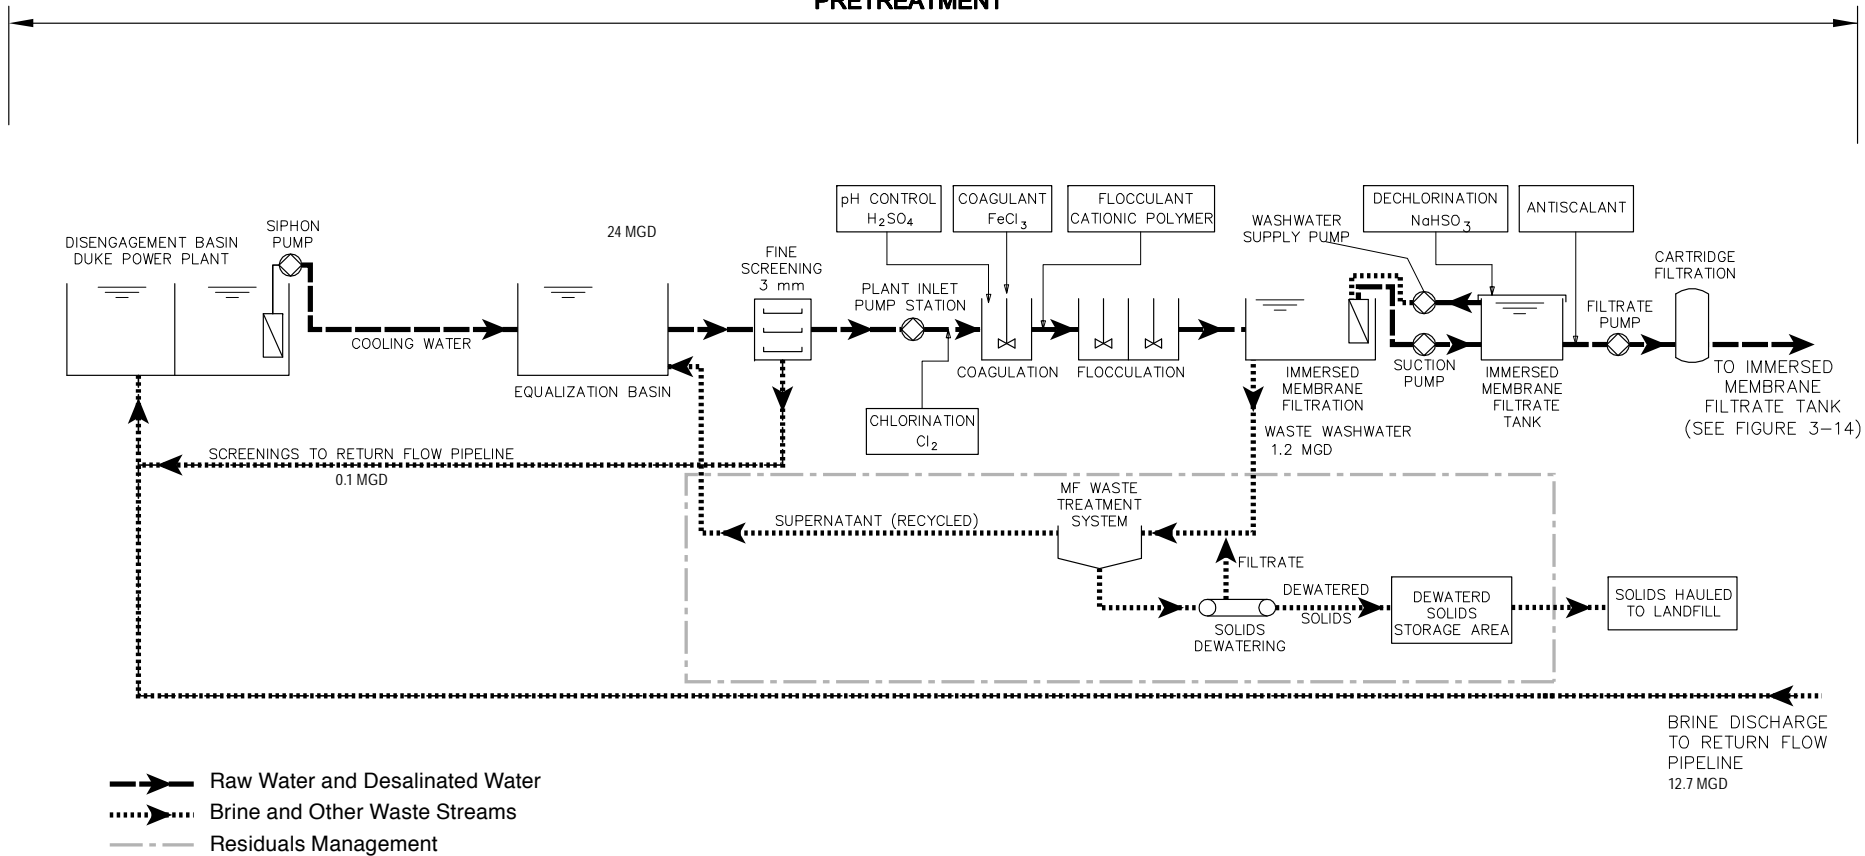 PRETREATMENT
DISENGAGEMENT BASIN
DUKE POWER PLANT
SIPHON
PUMP
COOLING WATER
24 MGD
EQUALIZATION BASIN
FINE
SCREENING
3 mm
PLANT INLET
PUMP STATION
pH CONTROL
H2SO4
COAGULANT
FeCl3
FLOCCULANT
CATIONIC POLYMER
CHLORINATION
Cl2
COAGULATION
FLOCCULATION
WASHWATER
SUPPLY PUMP
DECHLORINATION
NaHSO3
ANTISCALANT
CARTRIDGE
FILTRATION
FILTRATE
PUMP
SUCTION
PUMP
IMMERSED
MEMBRANE
FILTRATION
IMMERSED
MEMBRANE
FILTRATE
TANK
TO IMMERSED
MEMBRANE
FILTRATE TANK
(SEE FIGURE 3-14)
WASTE WASHWATER
1.2 MGD
SCREENINGS TO RETURN FLOW PIPELINE
0.1 MGD
MF WASTE
TREATMENT
SYSTEM
SUPERNATANT (RECYCLED)
FILTRATE
SOLIDS
DEWATERING
DEWATERED
SOLIDS
DEWATERD
SOLIDS
STORAGE AREA
SOLIDS HAULED
TO LANDFILL
BRINE DISCHARGE
TO RETURN FLOW
PIPELINE
12.7 MGD
Raw Water and Desalinated Water
Brine and Other Waste Streams
Residuals Management